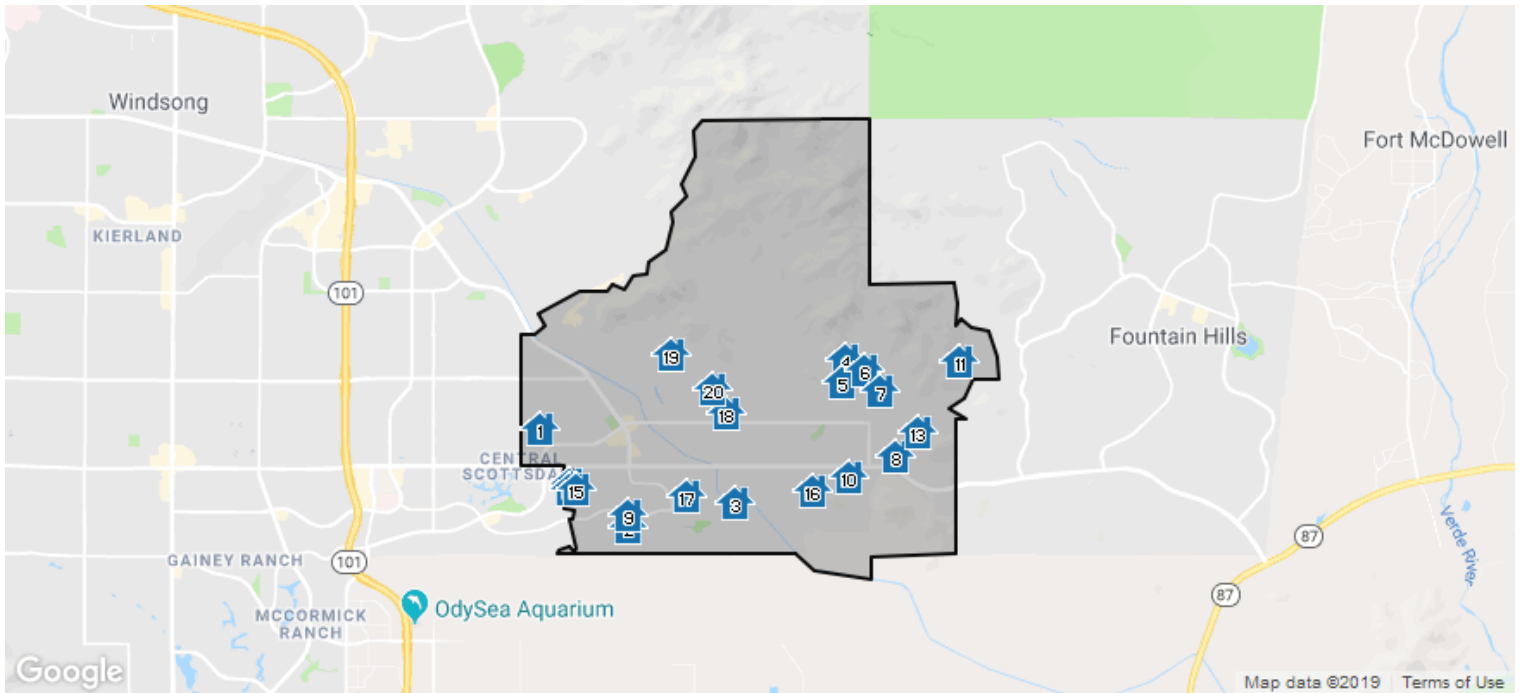 Windsong
Fort McDowell
KIERLAND
101
Fountain Hills
19
4
6
11
5
7
20
18
1
13
8
CENTRAL
SCOTTSDA
10
15
17
16
3
9
2
87
Verde River
GAINEY RANCH
101
87
MCCORMICK
RANCH
OdySea Aquarium
Google
Map data ©2019
Terms of Use